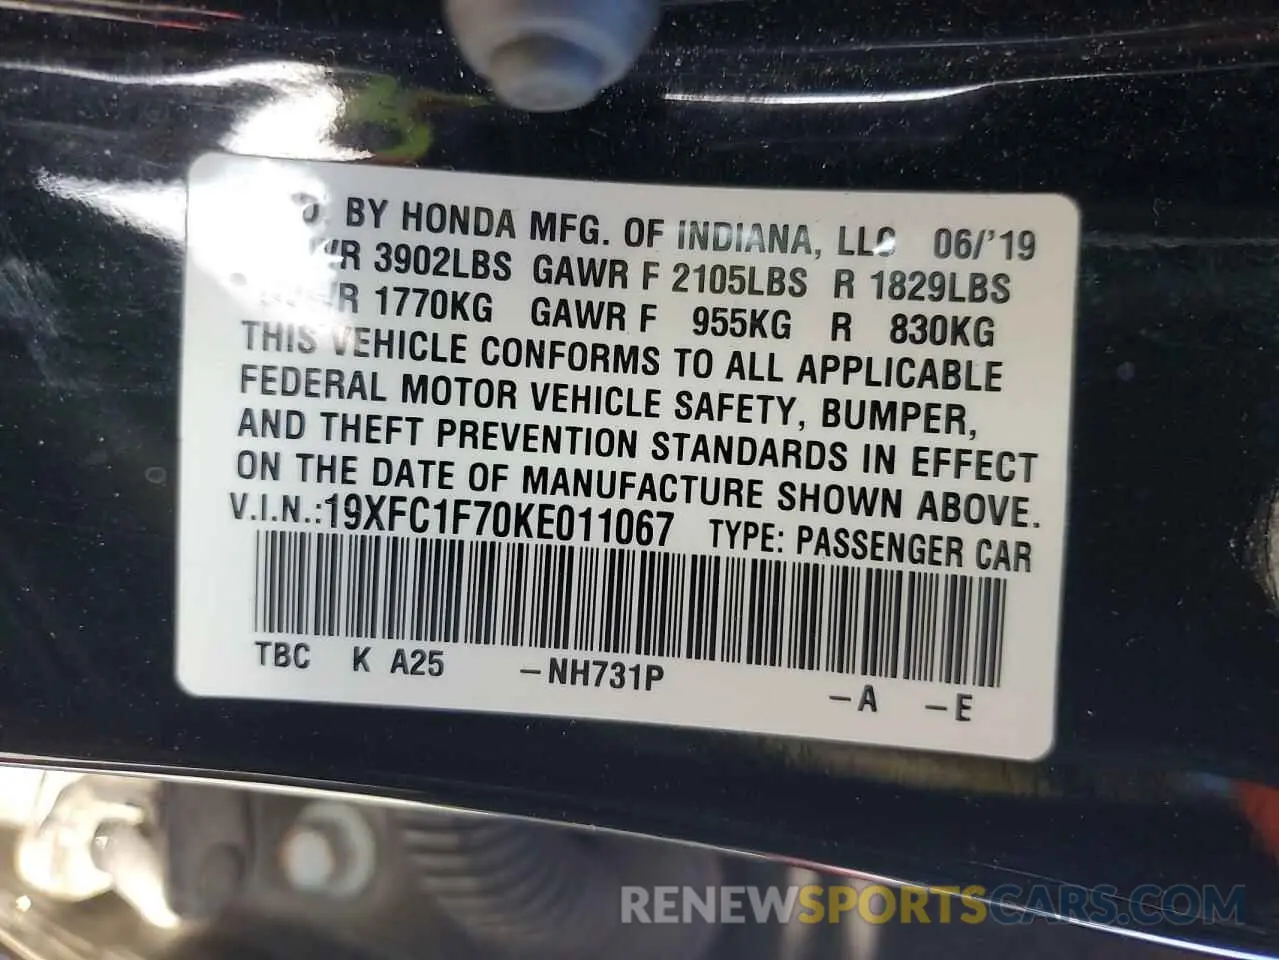 BY HONDA MFG. OF INDIANA, LLC 06/'19
3902LBS GAWR F 2105LBS R 1829LBS
1770KG GAWR F 955KG R 830KG
THIS VEHICLE CONFORMS TO ALL APPLICABLE
FEDERAL MOTOR VEHICLE SAFETY, BUMPER,
AND THEFT PREVENTION STANDARDS IN EFFECT
ON THE DATE OF MANUFACTURE SHOWN ABOVE.
V.I.N.:19XFC1F70KE011067 TYPE: PASSENGER CAR
TBC K A25 –NH731P –A –E
RENEWSPORTSCARS.COM